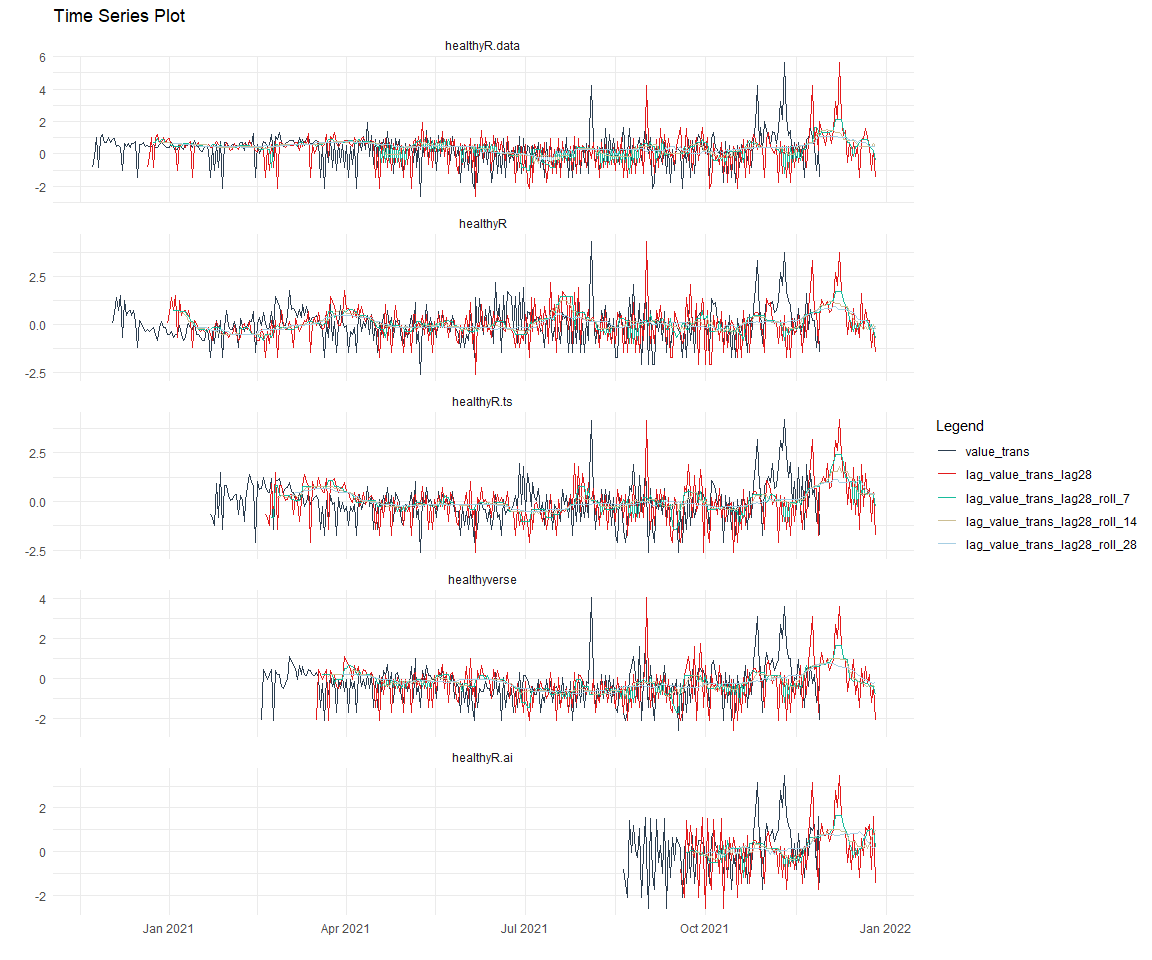 Time Series Plot
healthyR.data
6
4
2
0
-2
healthyR
2.5
0.0
-2.5
healthyR.ts
2.5
0.0
-2.5
Legend
value_trans
lag_value_trans_lag28
lag_value_trans_lag28_roll_7
lag_value_trans_lag28_roll_14
lag_value_trans_lag28_roll_28
healthyverse
4
2
0
-2
healthyR.ai
2
0
-2
Jan 2021 Apr 2021 Jul 2021 Oct 2021 Jan 2022